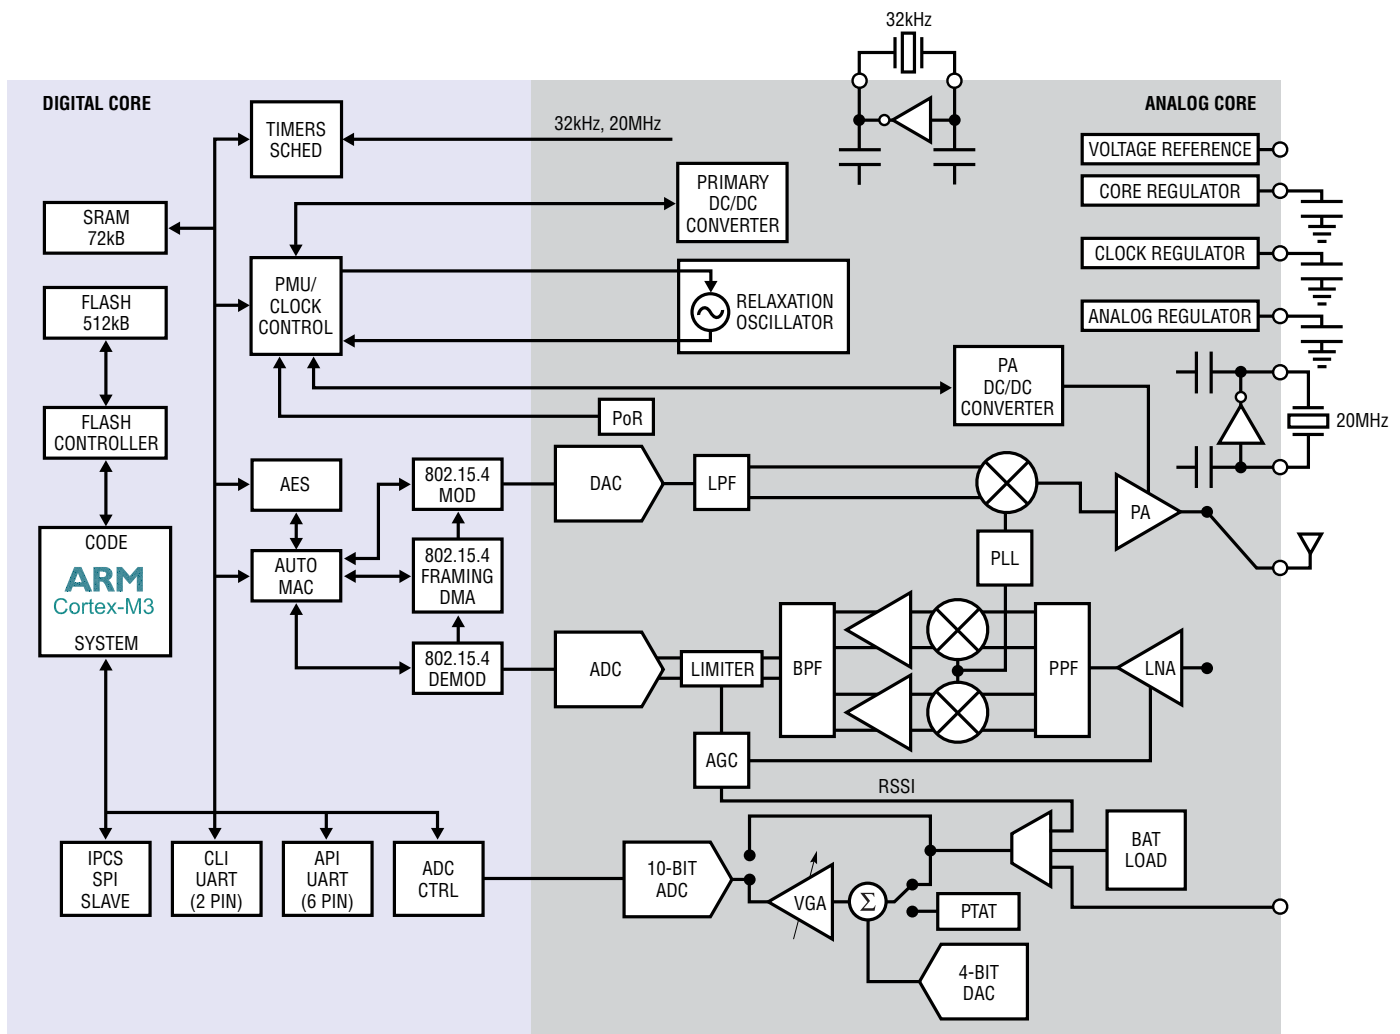 32kHz
DIGITAL CORE
ANALOG CORE
TIMERS
SCHED
32kHz, 20MHz
VOLTAGE REFERENCE
PRIMARY
DC/DC
CONVERTER
CORE REGULATOR
SRAM
72kB
CLOCK REGULATOR
PMU/
CLOCK
CONTROL
RELAXATION
OSCILLATOR
FLASH
512kB
ANALOG REGULATOR
PA
DC/DC
CONVERTER
20MHz
PoR
FLASH
CONTROLLER
AES
802.15.4
MOD
DAC
LPF
PA
CODE
ARM
Cortex-M3
SYSTEM
AUTO
MAC
802.15.4
FRAMING
DMA
PLL
802.15.4
DEMOD
ADC
LIMITER
BPF
PPF
LNA
AGC
RSSI
IPCS
SPI
SLAVE
CLI
UART
(2 PIN)
API
UART
(6 PIN)
ADC
CTRL
10-BIT
ADC
VGA
Σ
BAT
LOAD
PTAT
4-BIT
DAC